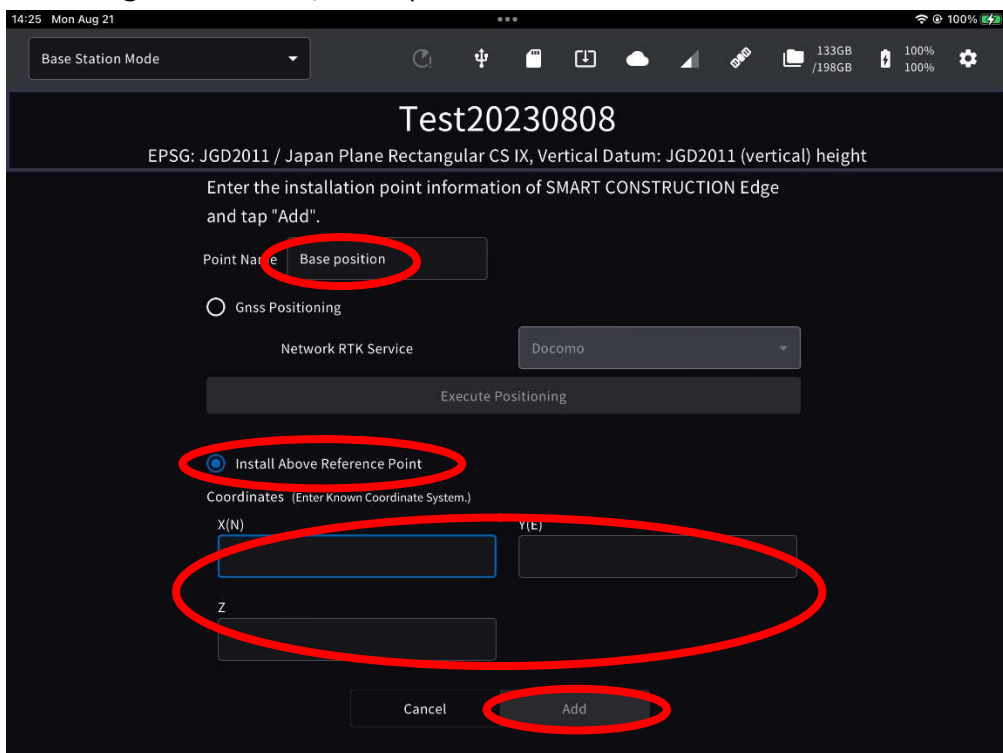 14:25 Mon Aug 21
100%
Base Station Mode
133GB
/198GB
100%
100%
Test20230808
EPSG: JGD2011 / Japan Plane Rectangular CS IX, Vertical Datum: JGD2011 (vertical) height
Enter the installation point information of SMART CONSTRUCTION Edge
and tap "Add".
Point Name Base position
Gnss Positioning
Network RTK Service Docomo
Execute Positioning
Install Above Reference Point
Coordinates (Enter Known Coordinate System.)
X(N) Y(E)
Z
Cancel Add